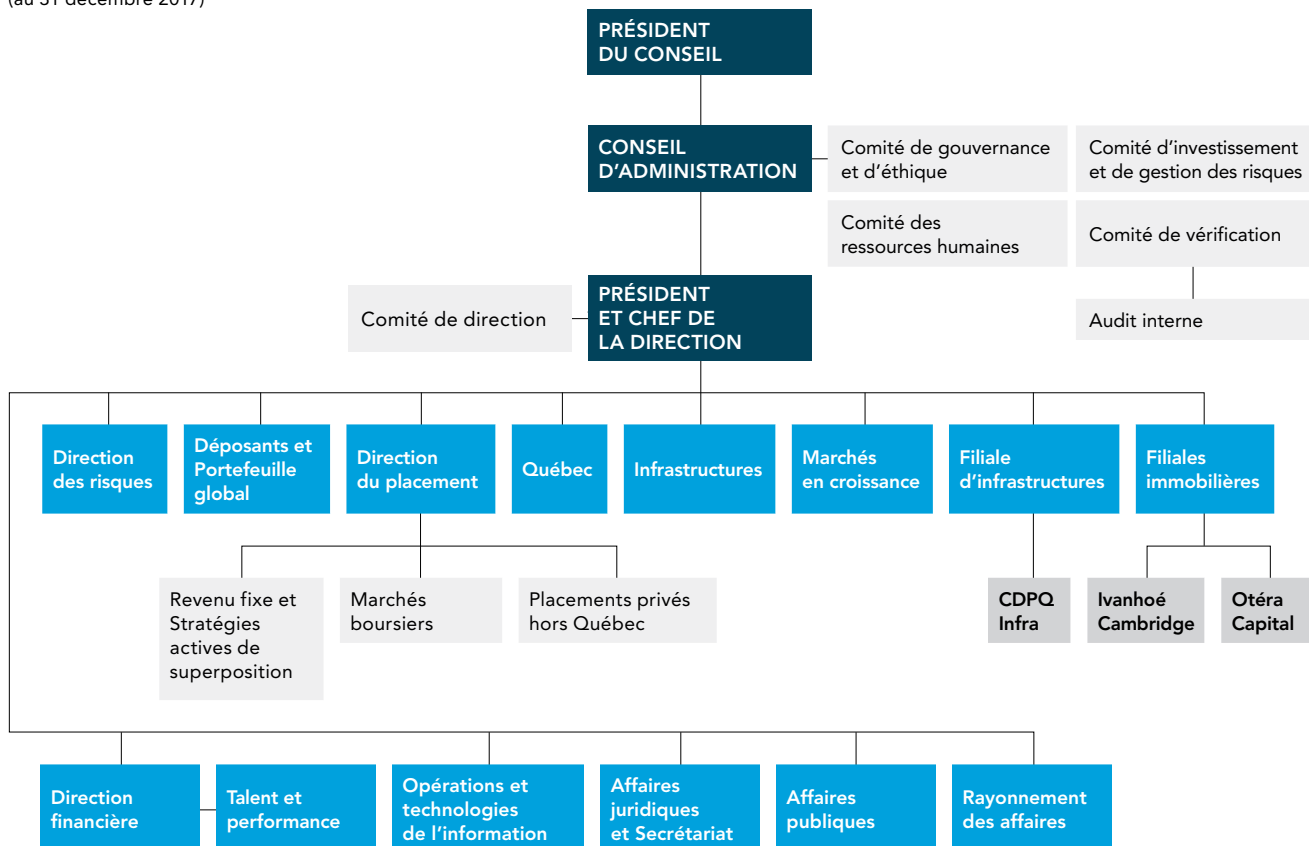 (au 31 décembre 2017)
PRÉSIDENT
DU CONSEIL
CONSEIL
D'ADMINISTRATION
Comité de gouvernance
et d'éthique
Comité d'investissement
et de gestion des risques
Comité des
ressources humaines
Comité de vérification
Audit interne
Comité de direction
PRÉSIDENT
ET CHEF DE
LA DIRECTION
Direction
des risques
Déposants et
Portefeuille
global
Direction
du placement
Québec
Infrastructures
Marchés
en croissance
Filiale
d'infrastructures
Filiales
immobilières
Revenu fixe et
Stratégies
actives de
superposition
Marchés
boursiers
Placements privés
hors Québec
CDPQ
Infra
Ivanhoé
Cambridge
Otéra
Capital
Direction
financière
Talent et
performance
Opérations et
technologies
de l'information
Affaires
juridiques
et Secrétariat
Affaires
publiques
Rayonnement
des affaires